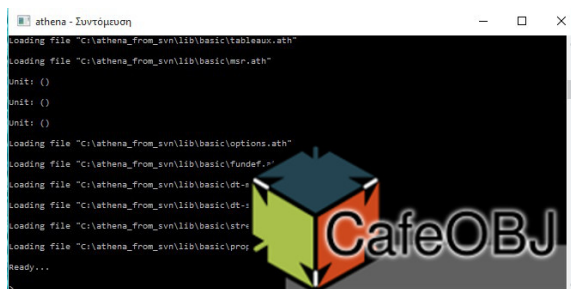 athena - Συντόμευση
Loading file "C:\athena_from_svn\lib\basic\tableaux.ath"
Loading file "C:\athena_from_svn\lib\basic\msr.ath"
Unit: ()
Unit: ()
Unit: ()
Loading file "C:\athena_from_svn\lib\basic\options.ath"
Loading file "C:\athena_from_svn\lib\basic\fundef.
Loading file "C:\athena_from_svn\lib\basic\dt-
Loading file "C:\athena_from_svn\lib\basic\dt-
Loading file "C:\athena_from_svn\lib\basic\stre
Loading file "C:\athena_from_svn\lib\basic\prop
CafeOBJ
Ready...